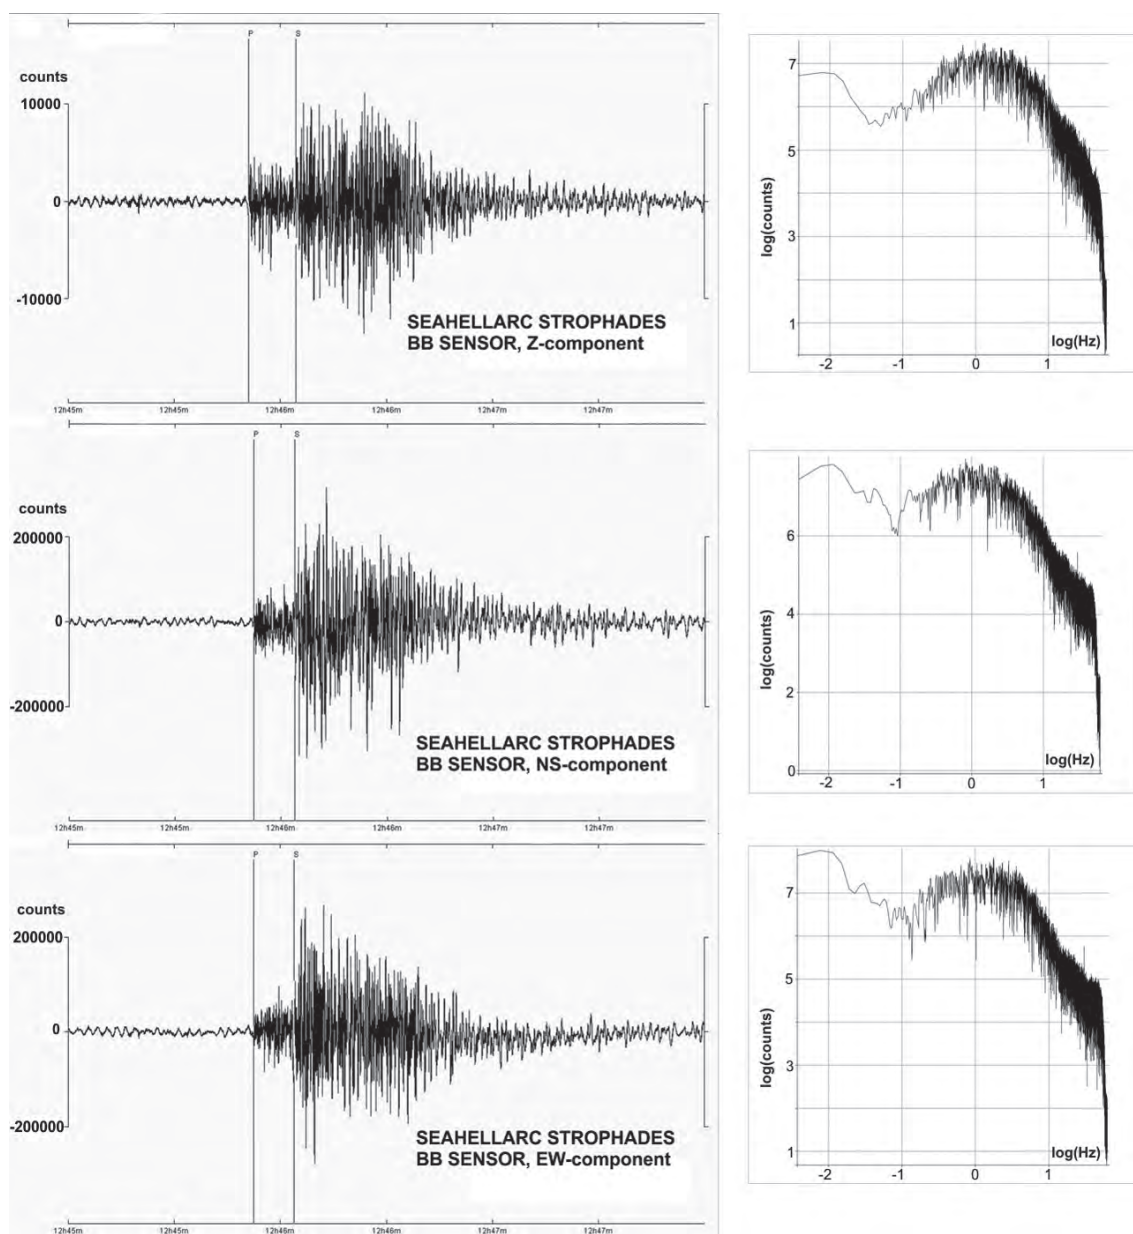 P S
counts
10000
0
-10000
SEAHELLARC STROPHADES
BB SENSOR, Z-component
12h45m 12h45m 12h46m 12h46m 12h47m 12h47m
7
5
3
1
log(counts)
log(Hz)
-2 -1 0 1
P S
counts
200000
0
-200000
SEAHELLARC STROPHADES
BB SENSOR, NS-component
12h45m 12h45m 12h46m 12h46m 12h47m 12h47m
6
4
2
0
log(counts)
log(Hz)
-2 -1 0 1
P S
counts
200000
0
-200000
SEAHELLARC STROPHADES
BB SENSOR, EW-component
12h45m 12h45m 12h46m 12h46m 12h47m 12h47m
7
5
3
1
log(counts)
log(Hz)
-2 -1 0 1